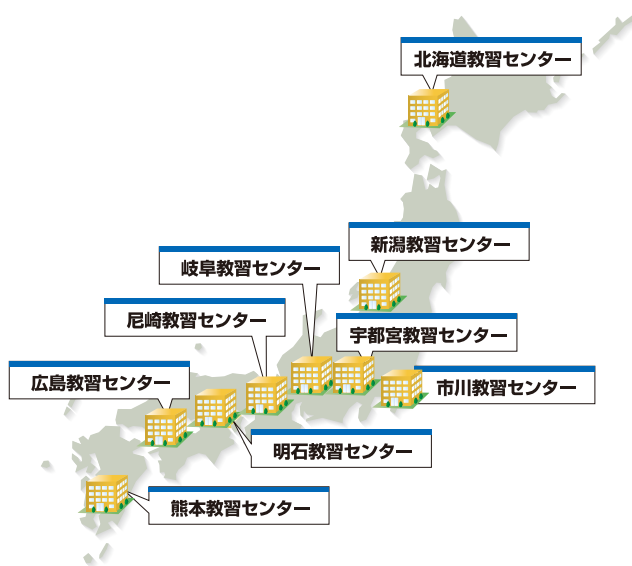 北海道教習センター
新潟教習センター
岐阜教習センター
尼崎教習センター
宇都宮教習センター
広島教習センター
市川教習センター
明石教習センター
熊本教習センター